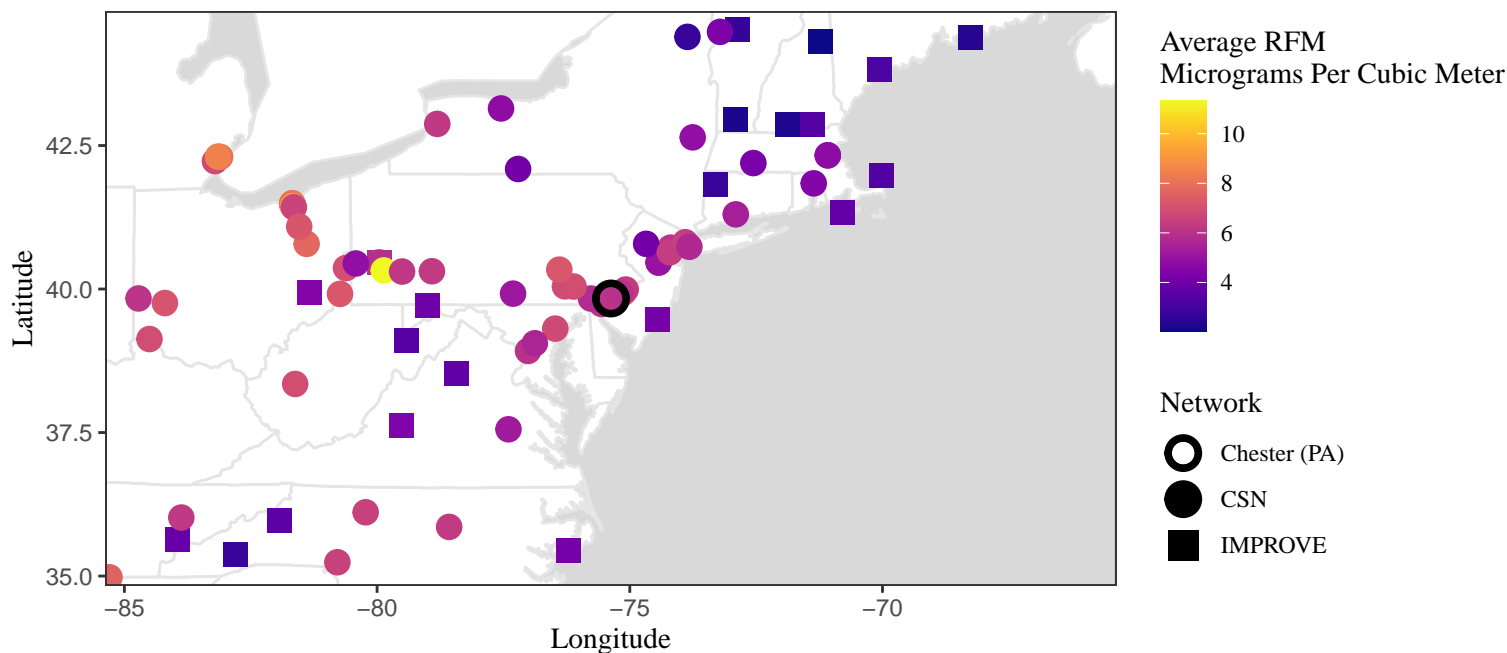 42.5
40.0
37.5
35.0
Latitude
−85
−80
−75
−70
Longitude
Average RFM
Micrograms Per Cubic Meter
10
8
6
4
Network
Chester (PA)
CSN
IMPROVE